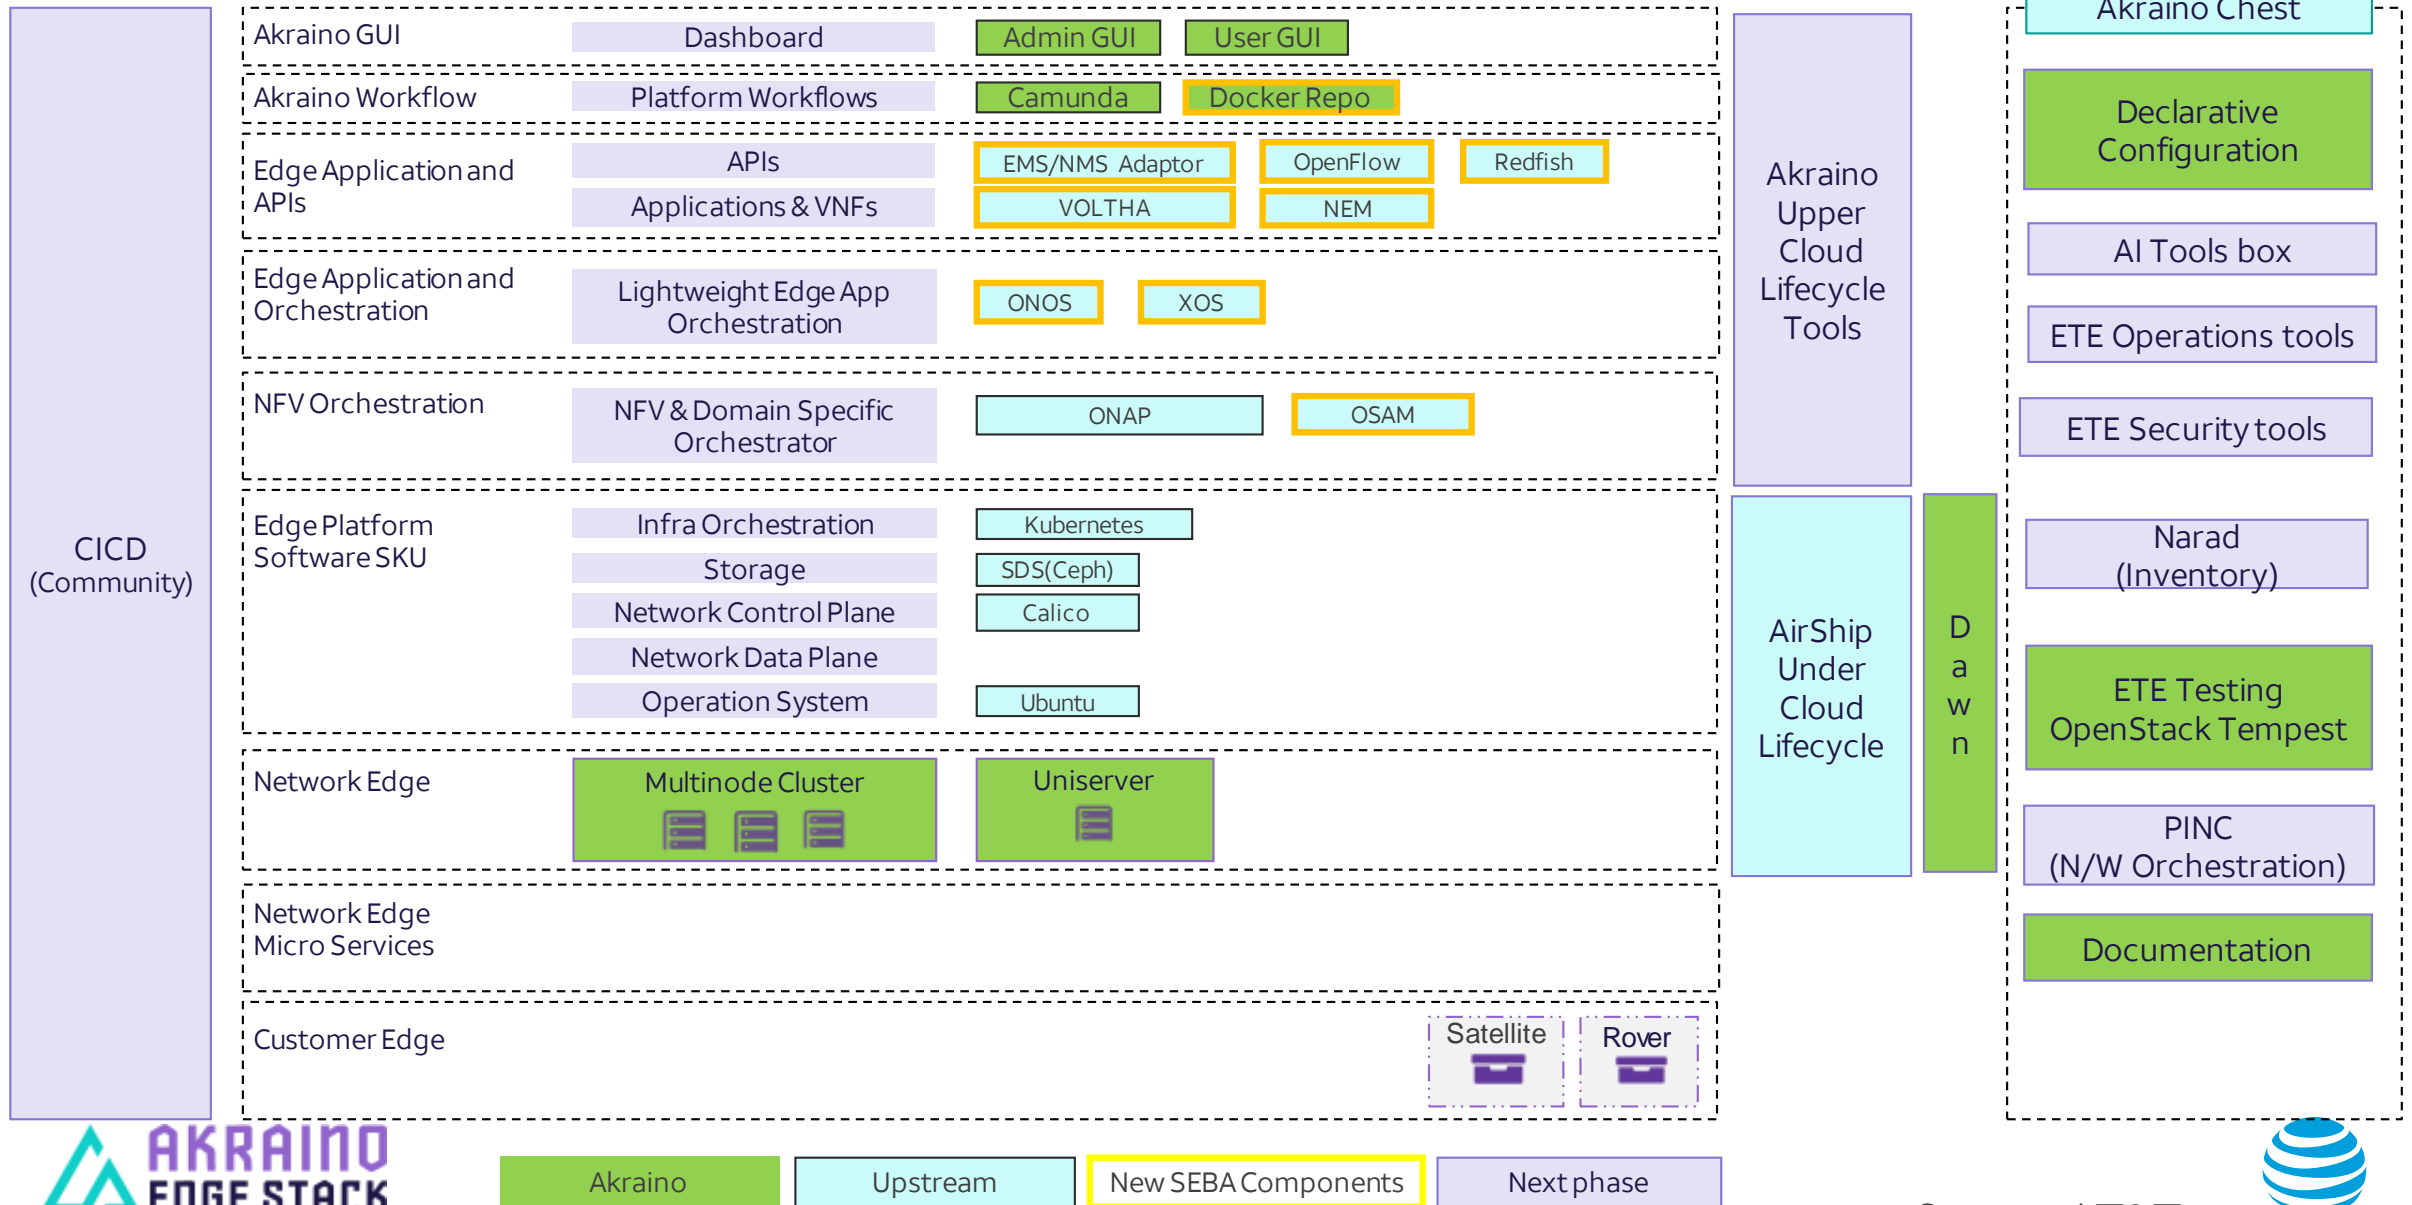 CICD
(Community)
Akraino GUI
Dashboard
Admin GUI
User GUI
Akraino Workflow
Platform Workflows
Camunda
Docker Repo
Edge Application and
APIs
APIs
EMS/NMS Adaptor
OpenFlow
Redfish
Applications & VNFs
VOLTHA
NEM
Edge Application and
Orchestration
Lightweight Edge App
Orchestration
ONOS
XOS
NFV Orchestration
NFV & Domain Specific
Orchestrator
ONAP
OSAM
Edge Platform
Software SKU
Infra Orchestration
Kubernetes
Storage
SDS(Ceph)
Network Control Plane
Calico
Network Data Plane
Operation System
Ubuntu
Network Edge
Multinode Cluster
Uniserver
Network Edge
Micro Services
Customer Edge
Satellite
Rover
Akraino
Upper
Cloud
Lifecycle
Tools
AirShip
Under
Cloud
Lifecycle
D
a
w
n
Akraino Chest
Declarative
Configuration
AI Tools box
ETE Operations tools
ETE Security tools
Narad
(Inventory)
ETE Testing
OpenStack Tempest
PINC
(N/W Orchestration)
Documentation
AKRAINO
EDGE STACK
Akraino
Upstream
New SEBA Components
Next phase